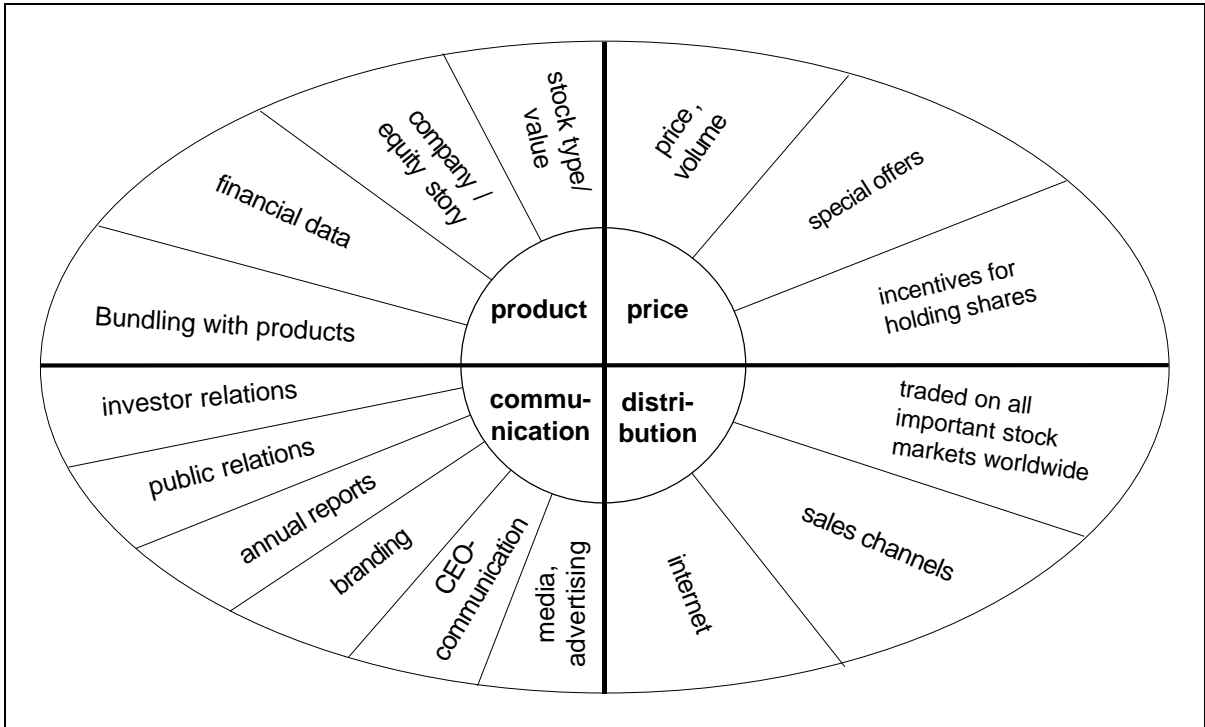 stock type/
value
company /
equity story
financial data
Bundling with products
price ,
volume
special offers
incentives for
holding shares
product
price
commu-
nication
distri-
bution
investor relations
public relations
annual reports
branding
CEO-
communication
media,
advertising
traded on all
important stock
markets worldwide
sales channels
internet